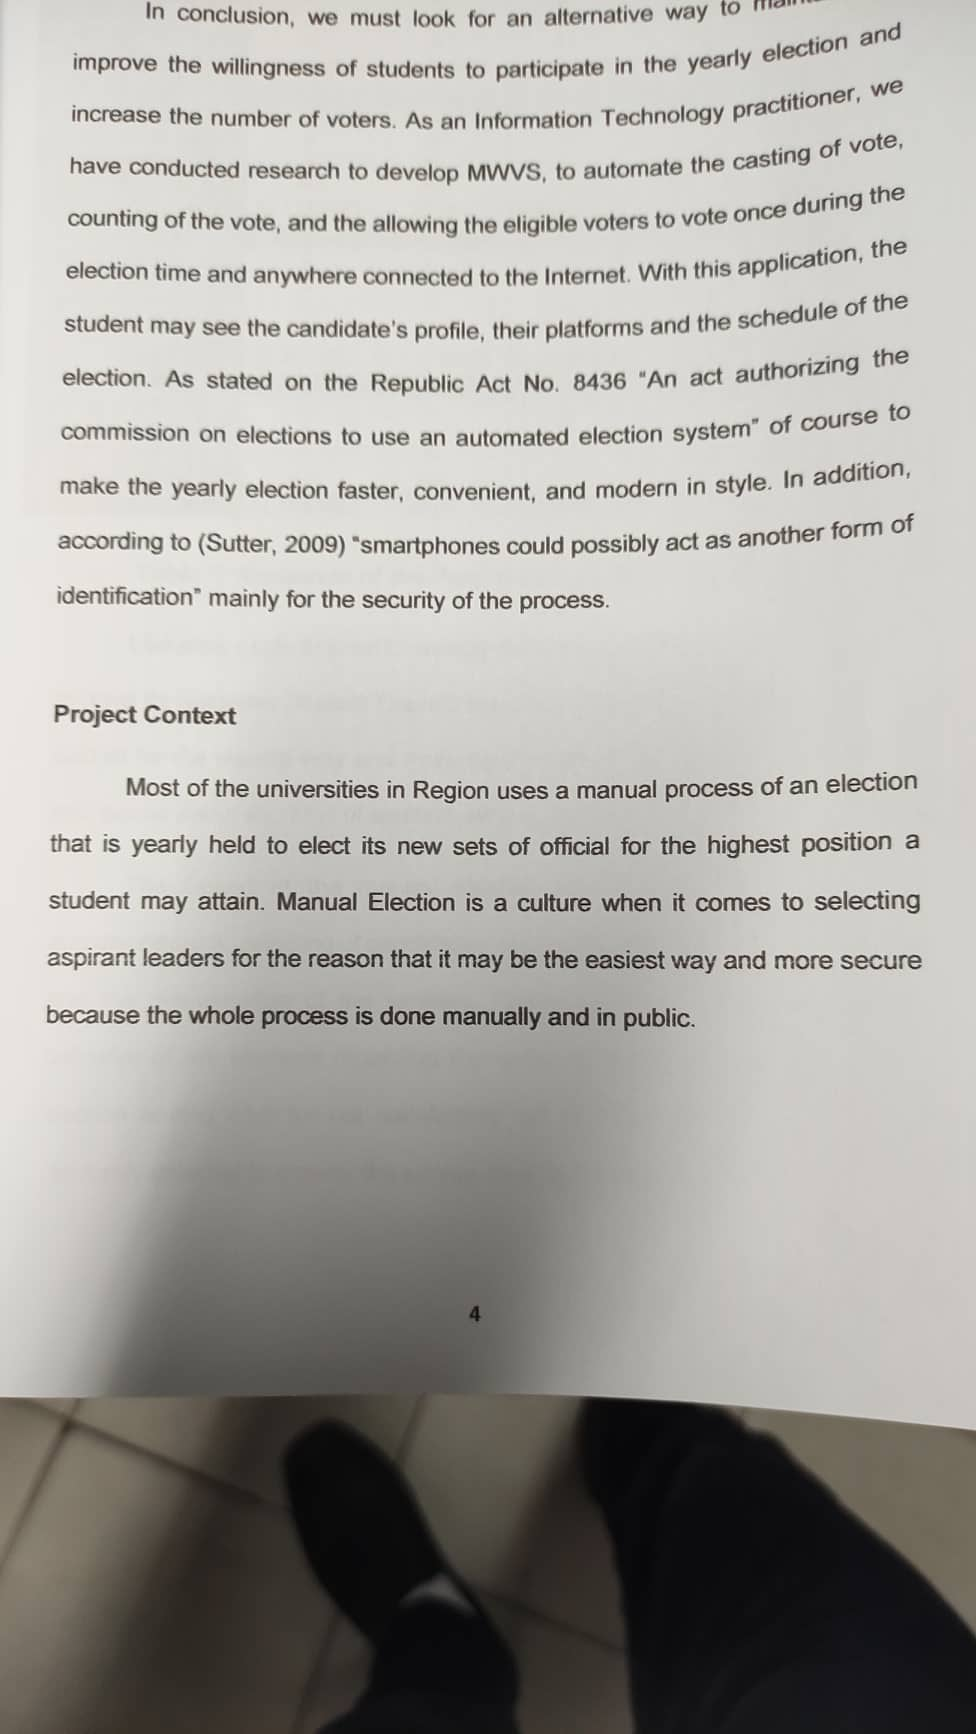 In conclusion, we must look for an alternative way to
improve the willingness of students to participate in the yearly election and
increase the number of voters. As an Information Technology practitioner, we
have conducted research to develop MWVS, to automate the casting of vote,
counting of the vote, and the allowing the eligible voters to vote once during the
election time and anywhere connected to the Internet. With this application, the
student may see the candidate's profile, their platforms and the schedule of the
election. As stated on the Republic Act No. 8436 "An act authorizing the
commission on elections to use an automated election system" of course to
make the yearly election faster, convenient, and modern in style. In addition,
according to (Sutter, 2009) "smartphones could possibly act as another form of
identification" mainly for the security of the process.
Project Context
Most of the universities in Region uses a manual process of an election
that is yearly held to elect its new sets of official for the highest position a
student may attain. Manual Election is a culture when it comes to selecting
aspirant leaders for the reason that it may be the easiest way and more secure
because the whole process is done manually and in public.
4